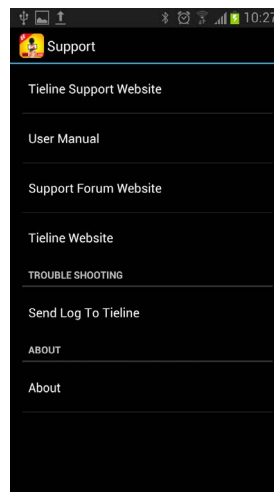 10:27
Support
Tieline Support Website
User Manual
Support Forum Website
Tieline Website
TROUBLE SHOOTING
Send Log To Tieline
ABOUT
About